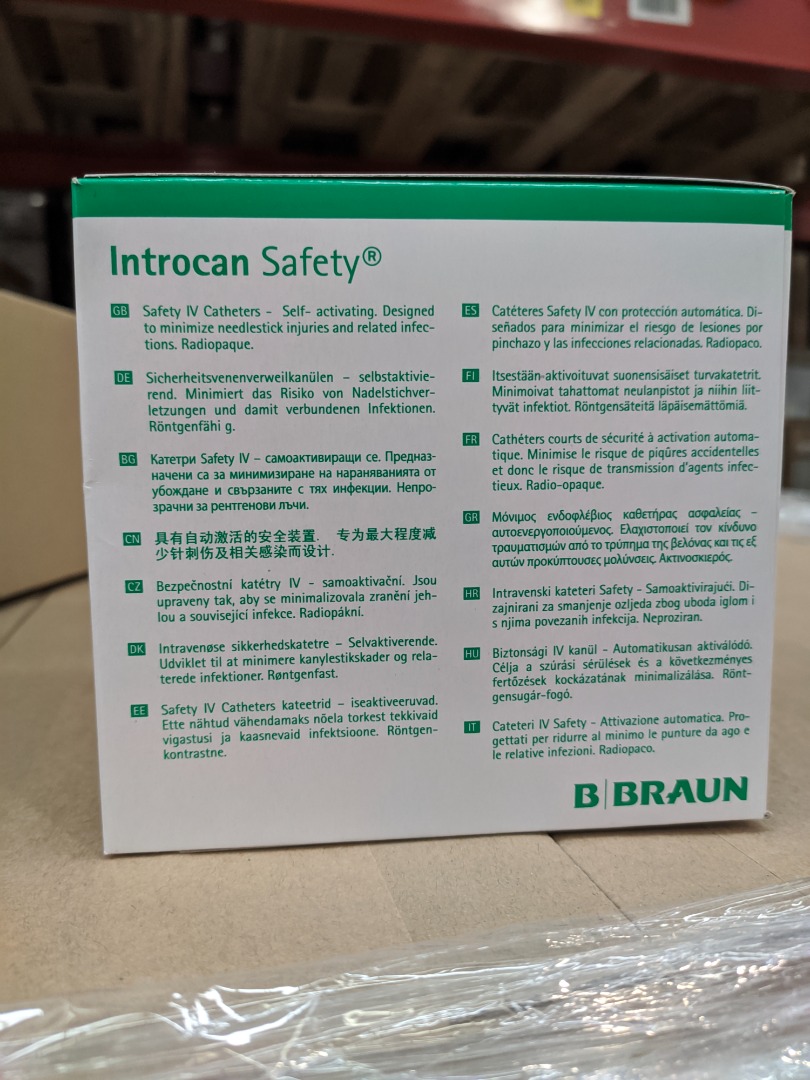 Introcan Safety®
GB Safety IV Catheters - Self- activating. Designed
to minimize needlestick injuries and related infec-
tions. Radiopaque.
DE Sicherheitsvenenverweilkanülen – selbstaktivie-
rend. Minimiert das Risiko von Nadelstichver-
letzungen und damit verbundenen Infektionen.
Röntgenfähi g.
BG Катетри Safety IV – самоактивиращи се. Предназ-
начени са за минимизиране на нараняванията от
убождане и свързаните с тях инфекции. Непро-
зрачни за рентгенови лъчи.
CN 具有自动激活的安全装置. 专为最大程度减
少针刺伤及相关感染而设计.
CZ Bezpečnostní katétry IV - samoaktivační. Jsou
upraveny tak, aby se minimalizovala zranění jeh-
lou a související infekce. Radiopákní.
DK Intravenøse sikkerhedskatetre – Selvaktiverende.
Udviklet til at minimere kanylestikskader og rela-
terede infektioner. Røntgenfast.
EE Safety IV Catheters kateetrid – iseaktiveeruvad.
Ette nähtud vähendamaks nõela torkest tekkivaid
vigastusi ja kaasnevaid infektsioone. Röntgen-
kontrastne.
ES Catéteres Safety IV con protección automática. Di-
señados para minimizar el riesgo de lesiones por
pinchazo y las infecciones relacionadas. Radiopaco.
FI Itsestään-aktivoituvat suonensisäiset turvakatetrit.
Minimoivat tahattomat neulanpistot ja niihin liit-
tyvät infektiot. Röntgensäteitä läpäisemättömiä.
FR Cathéters courts de sécurité à activation automa-
tique. Minimise le risque de piqûres accidentelles
et donc le risque de transmission d'agents infec-
tieux. Radio-opaque.
GR Μόνιμος ενδοφλέβιος καθετήρας ασφαλείας –
αυτοενεργοποιούμενος. Ελαχιστοποιεί τον κίνδυνο
τραυματισμών από το τρύπημα της βελόνας και τις εξ
αυτών προκύπτουσες μολύνσεις. Ακτινοσκιερός.
HR Intravenski kateteri Safety - Samoaktivirajući. Di-
zajnirani za smanjenje ozljeda zbog uboda iglom i
s njima povezanih infekcija. Neproziran.
HU Biztonsági IV kanül - Automatikusan aktiválódó.
Célja a szúrási sérülések és a következményes
fertőzések kockázatának minimalizálása. Rönt-
gensugár-fogó.
IT Cateteri IV Safety - Attivazione automatica. Pro-
gettati per ridurre al minimo le punture da ago e
le relative infezioni. Radiopaco.
B|BRAUN